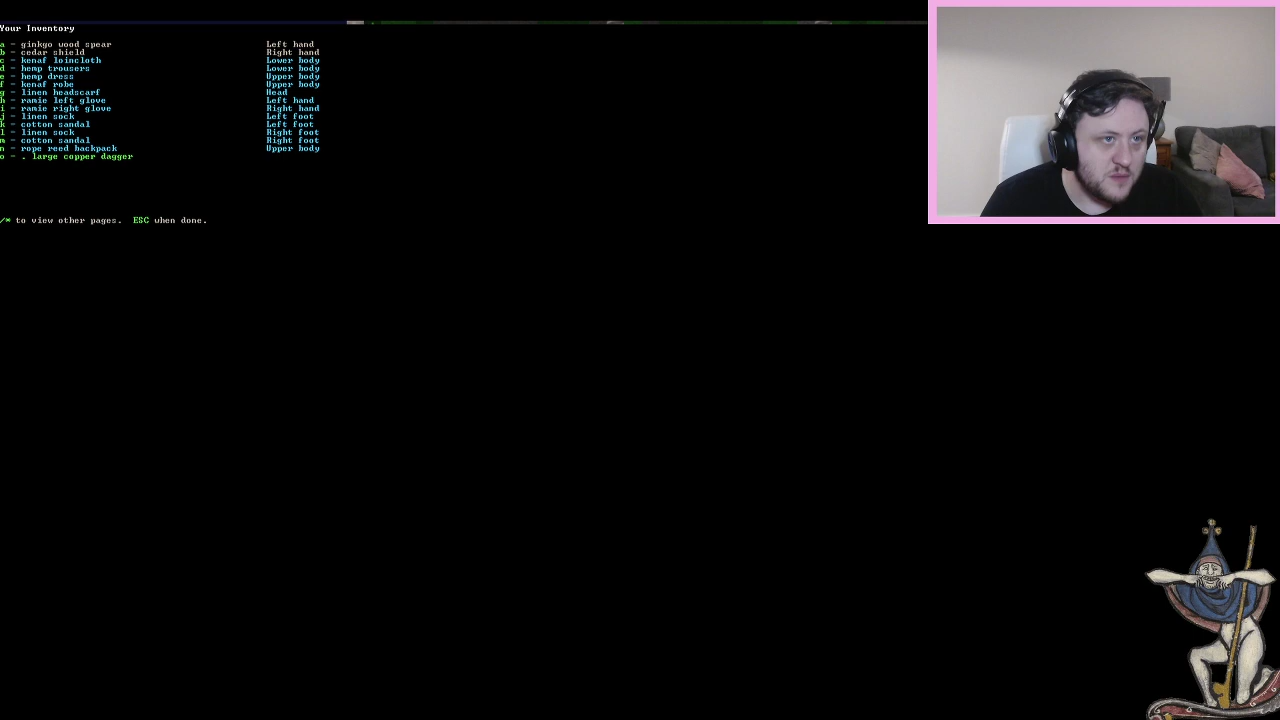 Your Inventory
a - ginkgo wood spear Left hand
b - cedar shield Right hand
c - kenaf loincloth Lower body
d - hemp trousers Lower body
e - hemp dress Upper body
f - kenaf robe Upper body
g - linen headscarf Head
h - ramie left glove Left hand
i - ramie right glove Right hand
j - linen sock Left foot
k - cotton sandal Left foot
l - linen sock Right foot
m - cotton sandal Right foot
n - rope reed backpack Upper body
o - . large copper dagger
/* to view other pages. ESC when done.